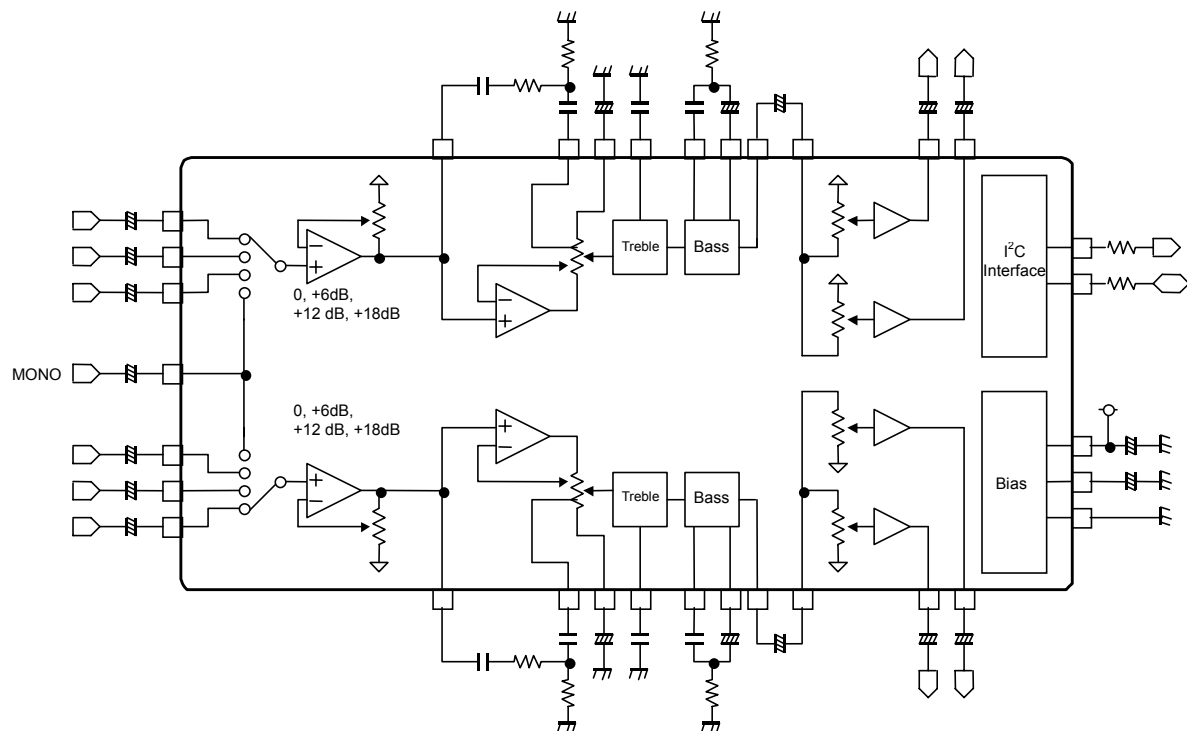 Treble
Bass
I²C
Interface
0, +6dB,
+12 dB, +18dB
MONO
0, +6dB,
+12 dB, +18dB
Treble
Bass
Bias